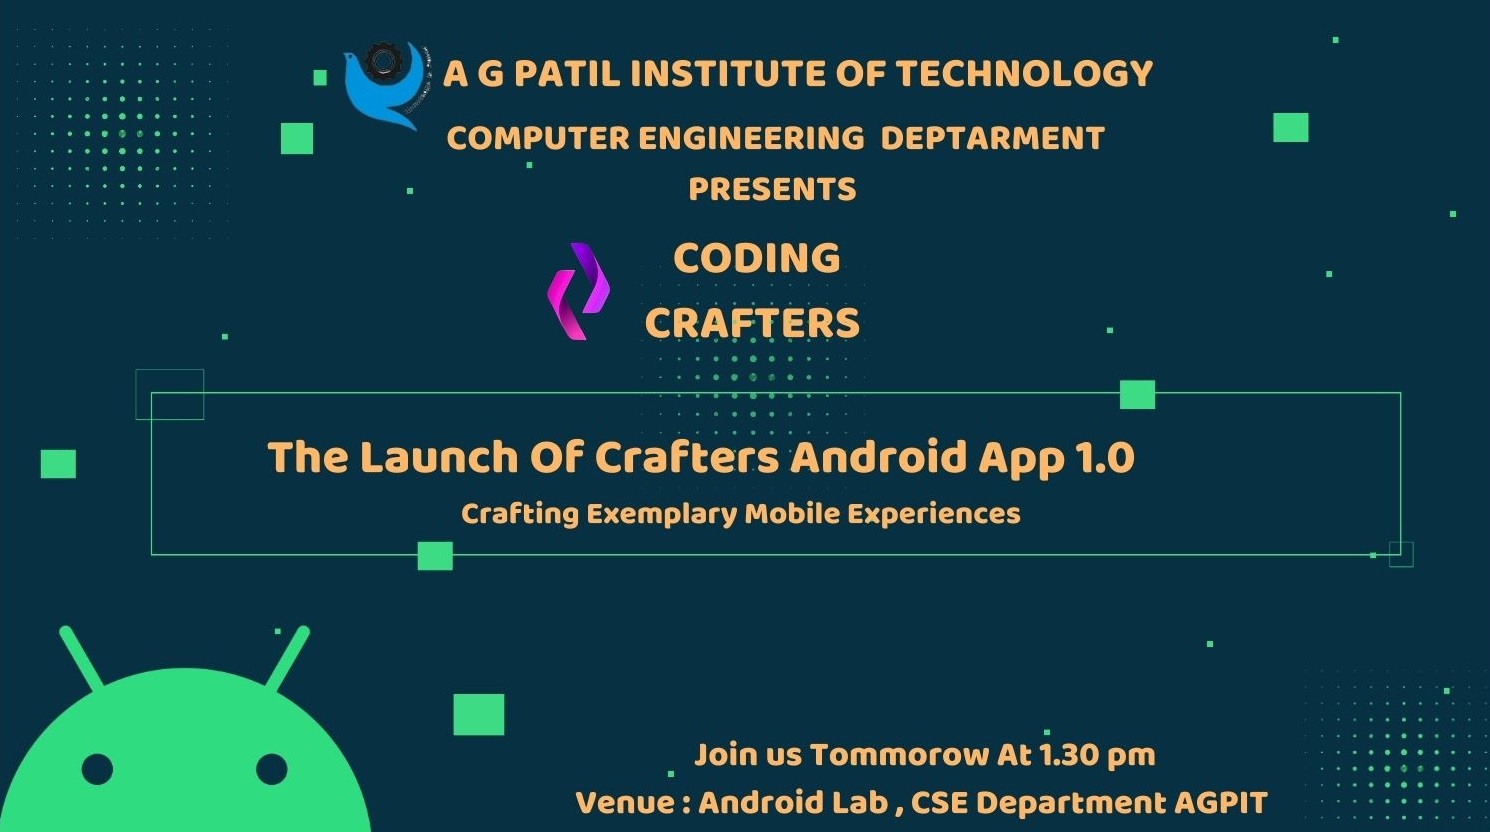 A G PATIL INSTITUTE OF TECHNOLOGY
COMPUTER ENGINEERING DEPTARMENT
PRESENTS
CODING
CRAFTERS
The Launch Of Crafters Android App 1.0
Crafting Exemplary Mobile Experiences
Join us Tommorow At 1.30 pm
Venue : Android Lab , CSE Department AGPIT